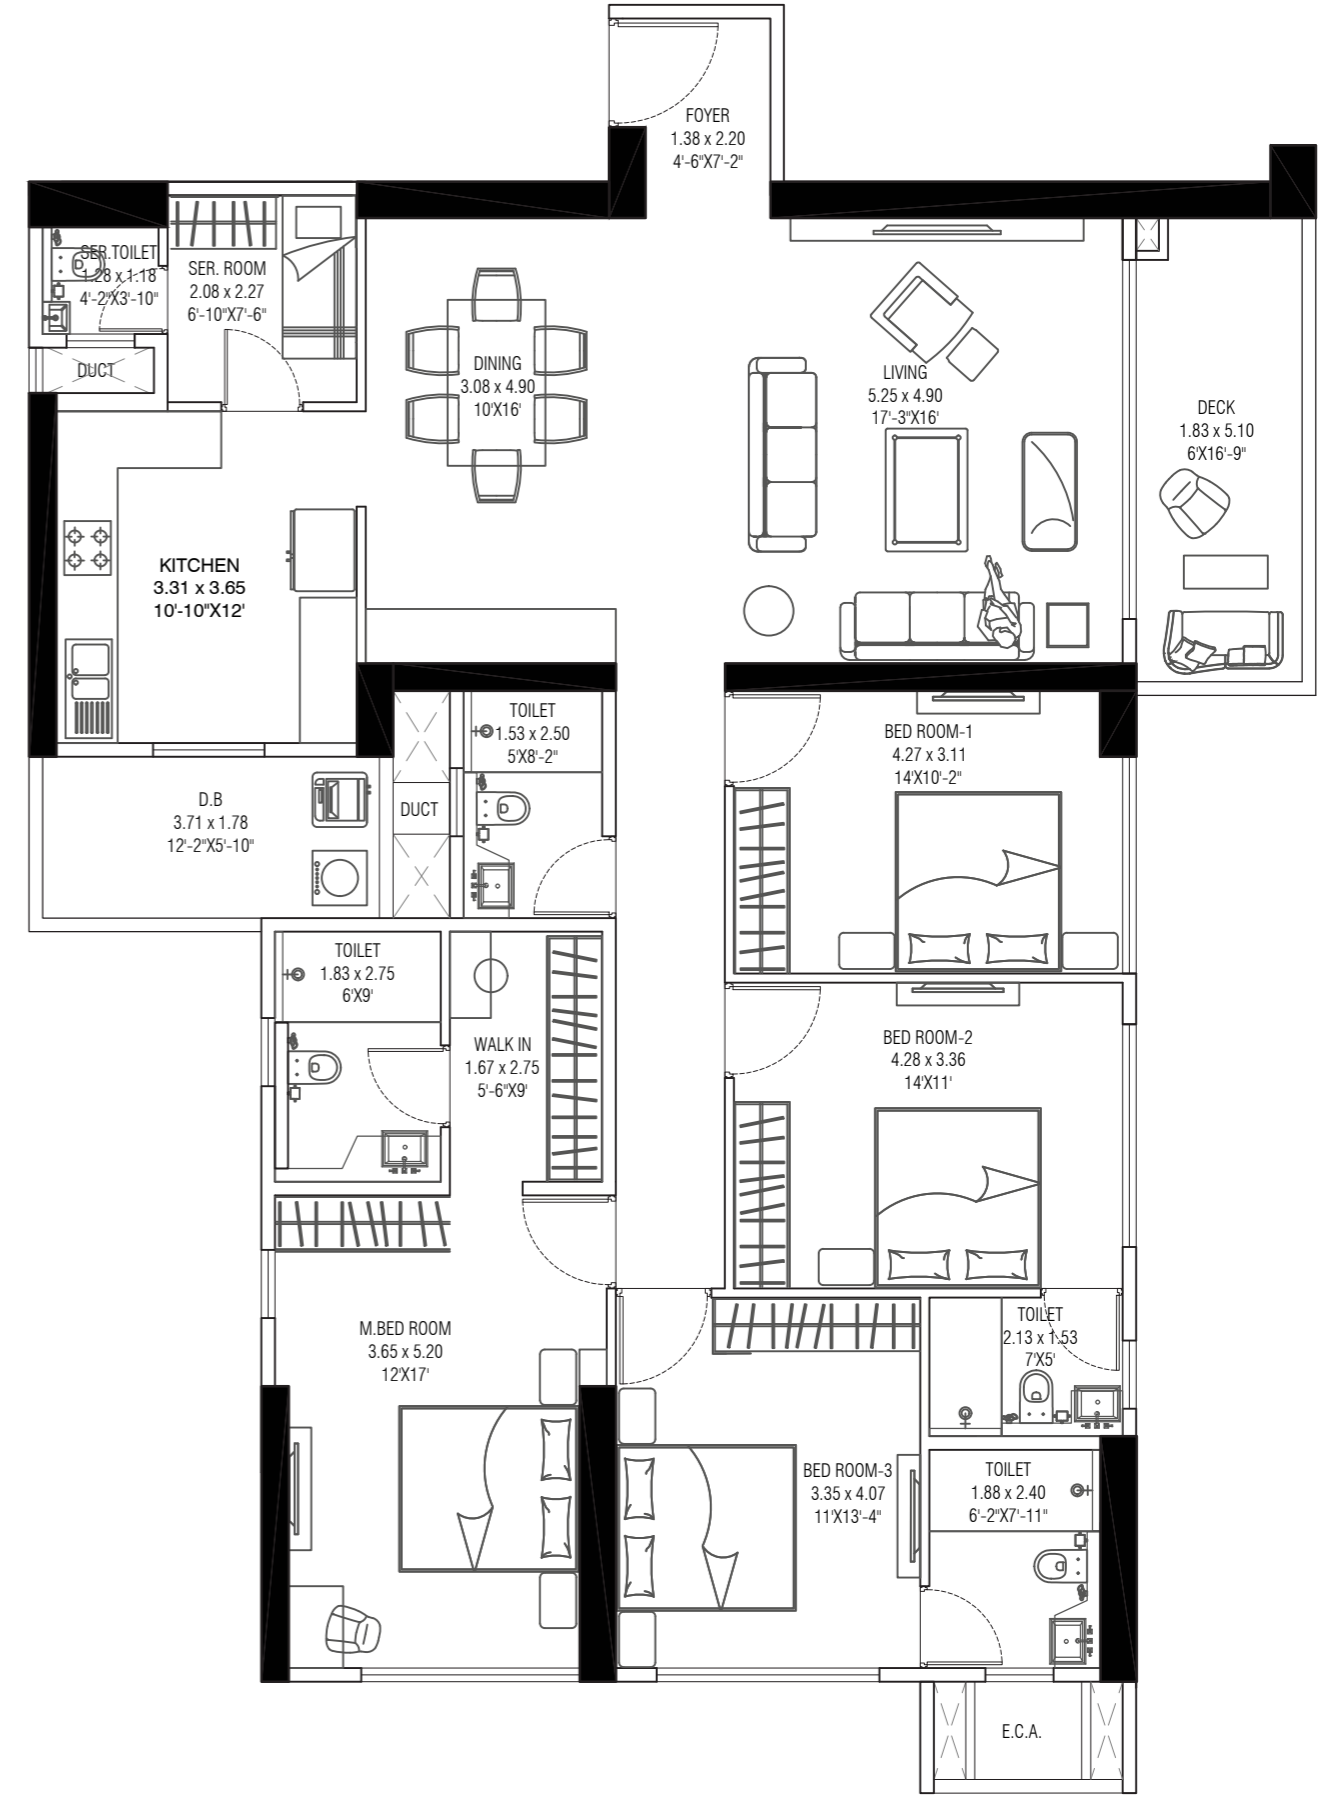 FOYER
1.38 x 2.20
4'-6"X7'-2"
SER.TOILET
1.28 x 1.18
4'-2"X3'-10"
SER. ROOM
2.08 x 2.27
6'-10"X7'-6"
DUCT
DINING
3.08 x 4.90
10'X16'
LIVING
5.25 x 4.90
17'-3"X16'
DECK
1.83 x 5.10
6'X16'-9"
KITCHEN
3.31 x 3.65
10'-10"X12'
TOILET
1.53 x 2.50
5'X8'-2"
BED ROOM-1
4.27 x 3.11
14'X10'-2"
D.B
3.71 x 1.78
12'-2"X5'-10"
DUCT
TOILET
1.83 x 2.75
6'X9'
WALK IN
1.67 x 2.75
5'-6"X9'
BED ROOM-2
4.28 x 3.36
14'X11'
M.BED ROOM
3.65 x 5.20
12'X17'
TOILET
2.13 x 1.53
7'X5'
BED ROOM-3
3.35 x 4.07
11'X13'-4"
TOILET
1.88 x 2.40
6'-2"X7'-11"
E.C.A.